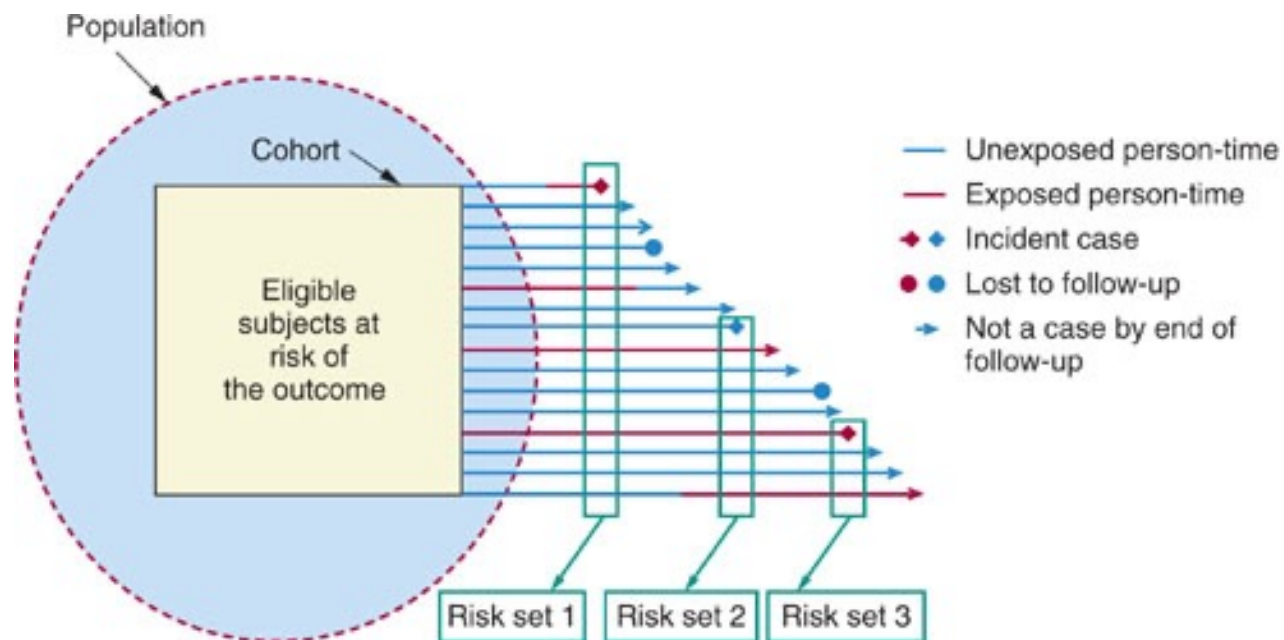 Population
Cohort
Eligible
subjects at
risk of
the outcome
Unexposed person-time
Exposed person-time
Incident case
Lost to follow-up
Not a case by end of
follow-up
Risk set 1
Risk set 2
Risk set 3